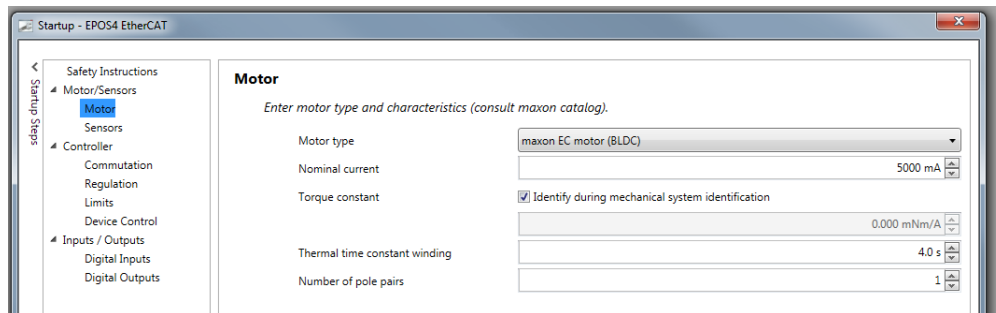 Startup - EPOS4 EtherCAT
x
Startup Steps
Safety Instructions
Motor/Sensors
Motor
Sensors
Controller
Commutation
Regulation
Limits
Device Control
Inputs / Outputs
Digital Inputs
Digital Outputs
Motor
Enter motor type and characteristics (consult maxon catalog).
Motor type maxon EC motor (BLDC)
Nominal current 5000 mA
Torque constant Identify during mechanical system identification
0.000 mNm/A
Thermal time constant winding 4.0 s
Number of pole pairs 1